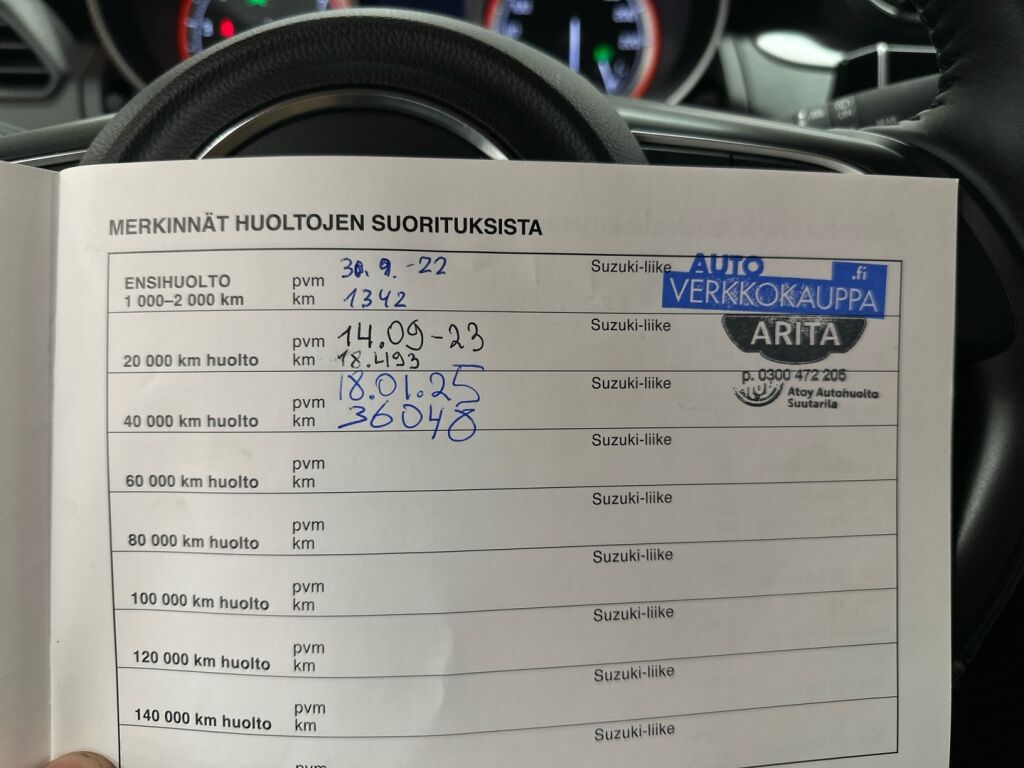 MERKINNÄT HUOLTOJEN SUORITUKSISTA
ENSIHUOLTO
1 000–2 000 km
pvm 30.9.-22
km 1342
Suzuki-liike
AUTO
VERKKOKAUPPA.fi
20 000 km huolto
pvm 14.09-23
km 18.493
Suzuki-liike
ARITA
p. 0300 472 205
40 000 km huolto
pvm 18.01.25
km 36048
Suzuki-liike
Atoy Autohuolto
Suutarila
60 000 km huolto
pvm
km
Suzuki-liike
80 000 km huolto
pvm
km
Suzuki-liike
100 000 km huolto
pvm
km
Suzuki-liike
120 000 km huolto
pvm
km
Suzuki-liike
140 000 km huolto
pvm
km
Suzuki-liike
pvm
Suzuki-liike